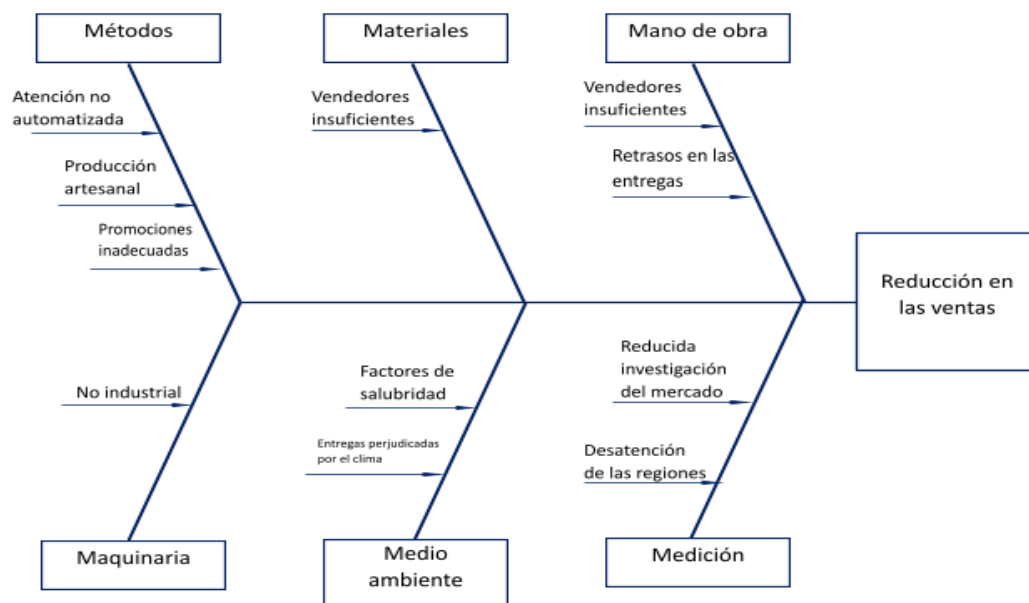 Métodos
Materiales
Mano de obra
Atención no
automatizada
Producción
artesanal
Promociones
inadecuadas
Vendedores
insuficientes
Vendedores
insuficientes
Retrasos en las
entregas
Reducción en
las ventas
No industrial
Factores de
salubridad
Entregas perjudicadas
por el clima
Reducida
investigación
del mercado
Desatención
de las regiones
Maquinaria
Medio
ambiente
Medición